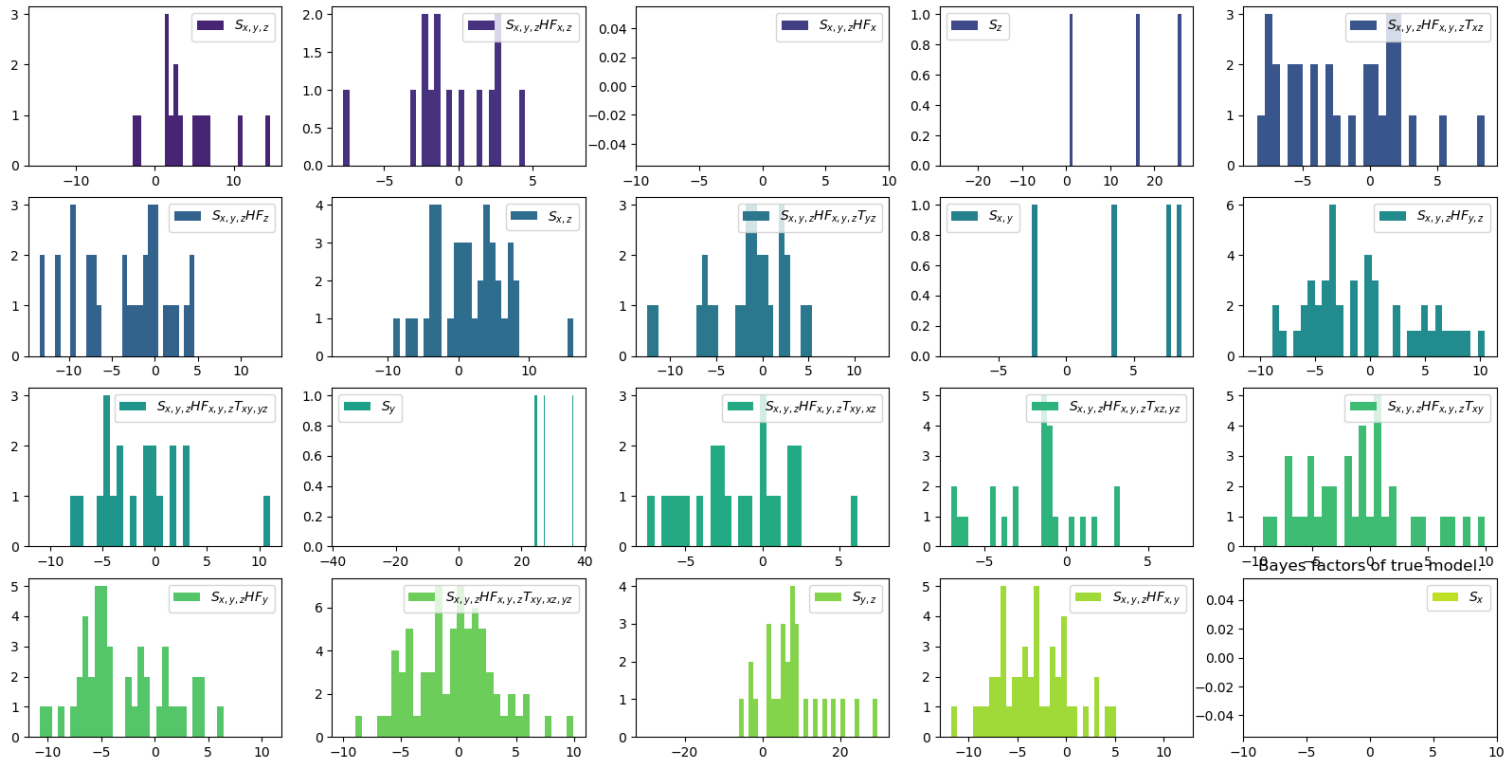 S_{x,y,z}
3
2
1
0
−10 0 10
S_{x,y,z}HF_{x,z}
2.0
1.5
1.0
0.5
0.0
−5 0 5
S_{x,y,z}HF_x
0.04
0.02
0.00
−0.02
−0.04
−10 −5 0 5 10
S_z
1.0
0.8
0.6
0.4
0.2
0.0
−20 −10 0 10 20
S_{x,y,z}HF_{x,y,z}T_{xz}
3
2
1
0
−5 0 5
S_{x,y,z}HF_z
3
2
1
0
−10 −5 0 5 10
S_{x,z}
4
3
2
1
0
−10 0 10
S_{x,y,z}HF_{x,y,z}T_{yz}
3
2
1
0
−10 −5 0 5 10
S_{x,y}
1.0
0.8
0.6
0.4
0.2
0.0
−5 0 5
S_{x,y,z}HF_{y,z}
6
4
2
0
−10 −5 0 5 10
S_{x,y,z}HF_{x,y,z}T_{xy,yz}
3
2
1
0
−10 −5 0 5 10
S_y
1.0
0.8
0.6
0.4
0.2
0.0
−40 −20 0 20 40
S_{x,y,z}HF_{x,y,z}T_{xy,xz}
3
2
1
0
−5 0 5
S_{x,y,z}HF_{x,y,z}T_{xz,yz}
5
4
3
2
1
0
−5 0 5
S_{x,y,z}HF_{x,y,z}T_{xy}
5
4
3
2
1
0
−10 −5 0 5 10
S_{x,y,z}HF_y
5
4
3
2
1
0
−10 −5 0 5 10
S_{x,y,z}HF_{x,y,z}T_{xy,xz,yz}
6
4
2
0
−10 −5 0 5 10
S_{y,z}
4
3
2
1
0
−20 0 20
S_{x,y,z}HF_{x,y}
5
4
3
2
1
0
−10 −5 0 5 10
Bayes factors of true model:
S_x
0.04
0.02
0.00
−0.02
−0.04
−10 −5 0 5 10